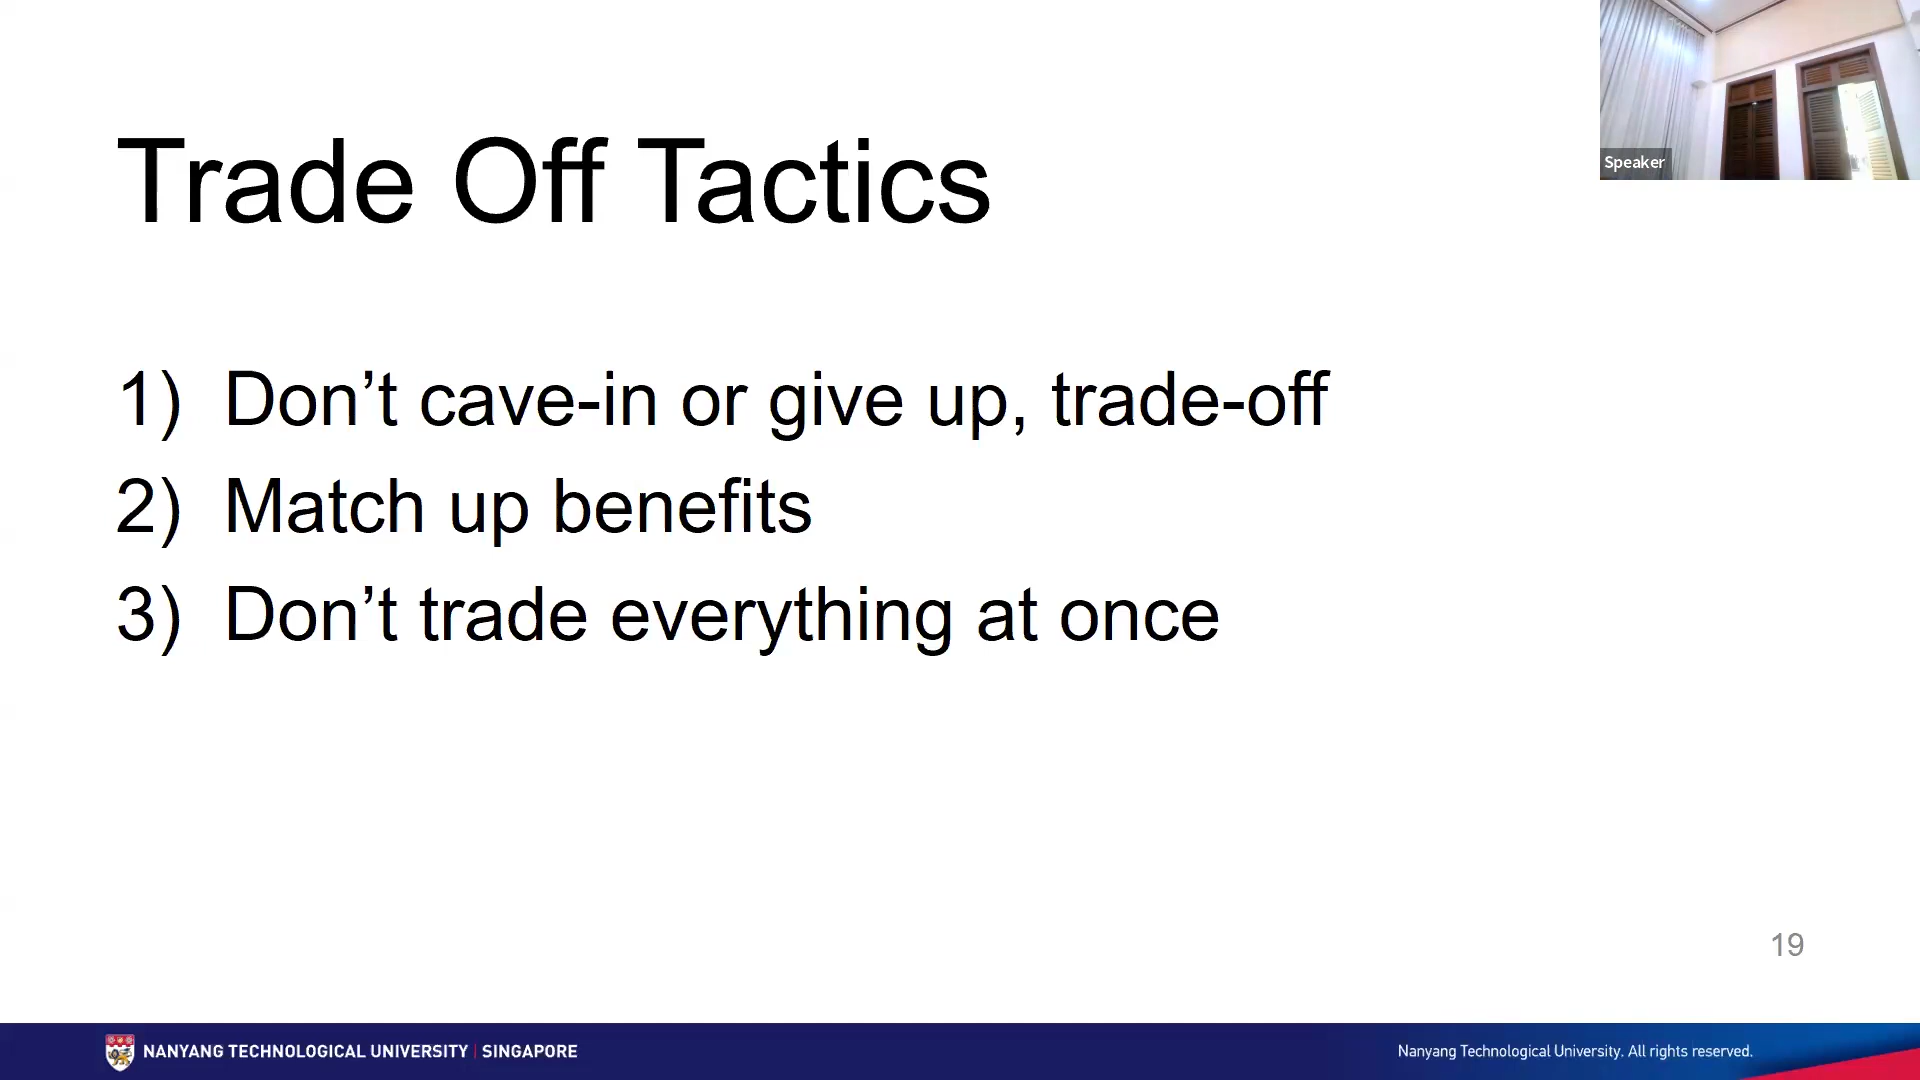 Speaker
Trade Off Tactics
1) Don’t cave-in or give up, trade-off
2) Match up benefits
3) Don’t trade everything at once
19
NANYANG TECHNOLOGICAL UNIVERSITY | SINGAPORE
Nanyang Technological University. All rights reserved.